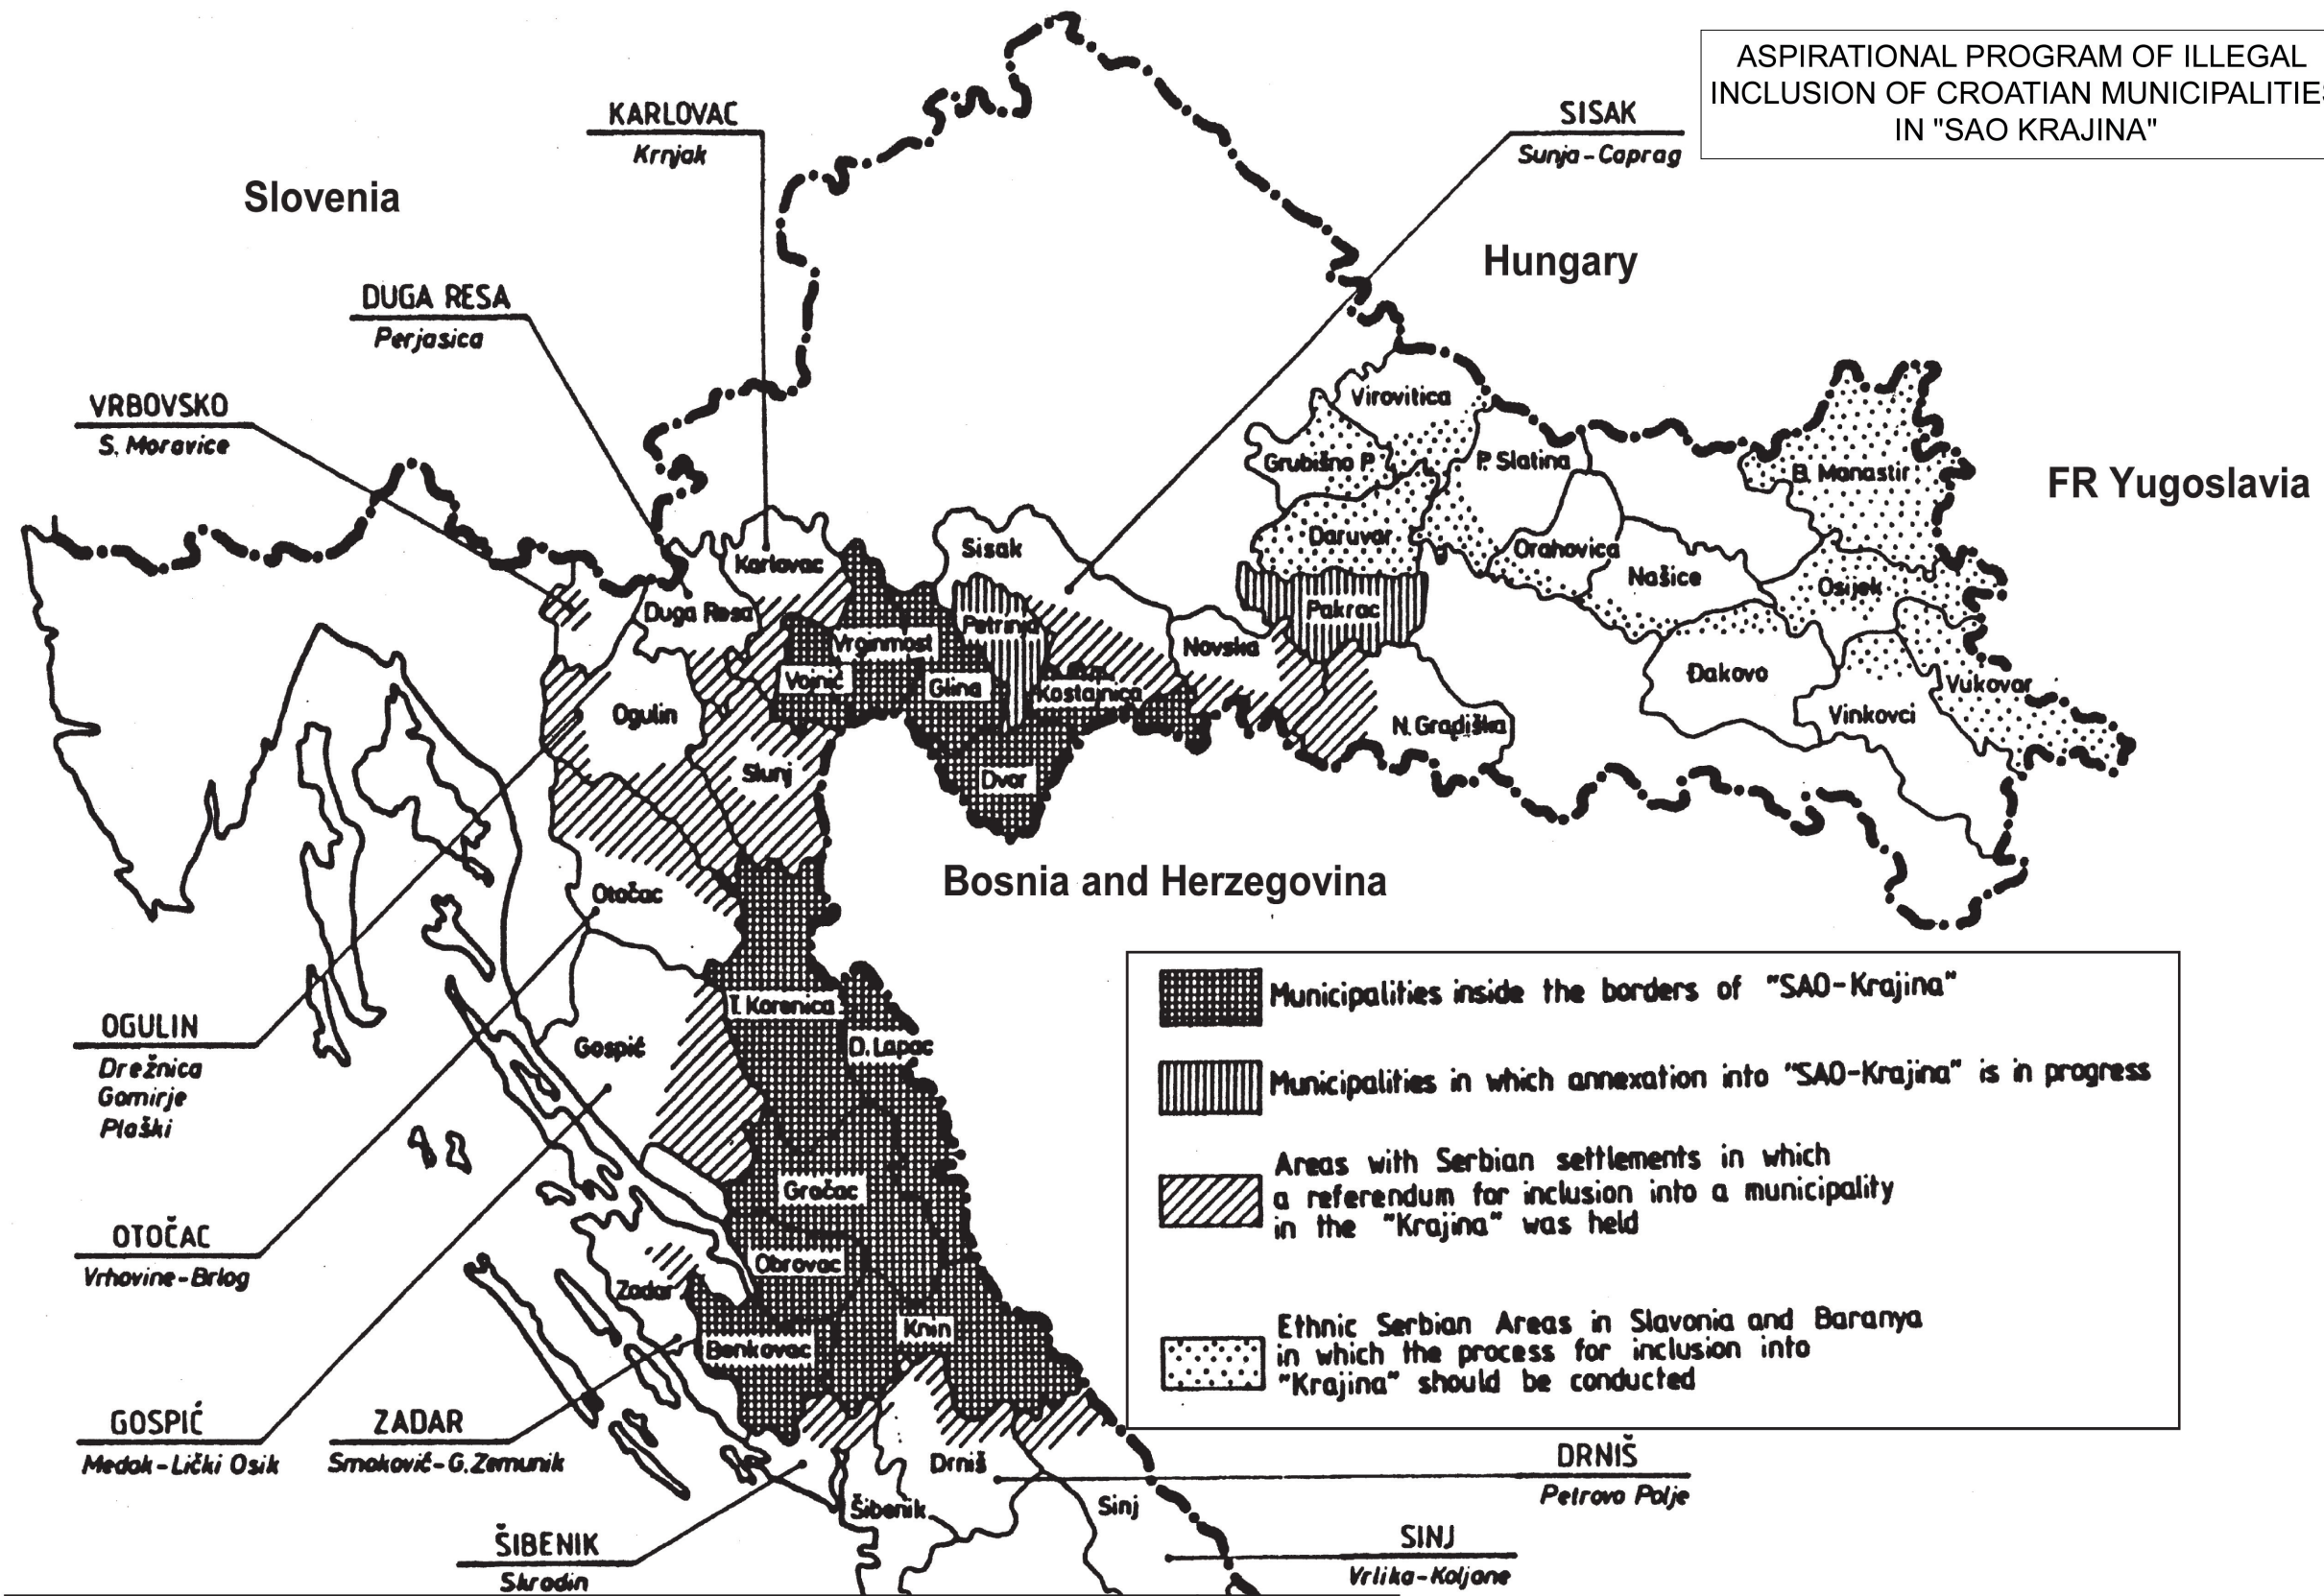 ASPIRATIONAL PROGRAM OF ILLEGAL
INCLUSION OF CROATIAN MUNICIPALITIES
IN "SAO KRAJINA"
KARLOVAC
Krnjak
SISAK
Sunja-Caprag
Slovenia
Hungary
DUGA RESA
Perjasica
VRBOVSKO
S. Moravice
FR Yugoslavia
Virovitica
Grubišno P.
P. Slatina
B. Manastir
Daruvar
Orahovica
Našice
Osijek
Pakrac
Đakovo
Vukovar
Vinkovci
N. Gradiška
Novska
Sisak
Karlovac
Duga Resa
Petrinja
Vrginmost
Vojnić
Glina
Kostajnica
Ogulin
Slunj
Dvor
Otočac
Bosnia and Herzegovina
T. Korenica
D. Lapac
Gospić
Gračac
Obrovac
Zadar
Knin
Benkovac
Drniš
Šibenik
Sinj
OGULIN
Drežnica
Gomirje
Plaški
OTOČAC
Vrhovine-Brlog
GOSPIĆ
Medak-Lički Osik
ZADAR
Smoković-G. Zemunik
ŠIBENIK
Skradin
DRNIŠ
Petrovo Polje
SINJ
Vrlika-Koljane
Municipalities inside the borders of "SAO-Krajina"
Municipalities in which annexation into "SAO-Krajina" is in progress
Areas with Serbian settlements in which
a referendum for inclusion into a municipality
in the "Krajina" was held
Ethnic Serbian Areas in Slavonia and Baranya
in which the process for inclusion into
"Krajina" should be conducted